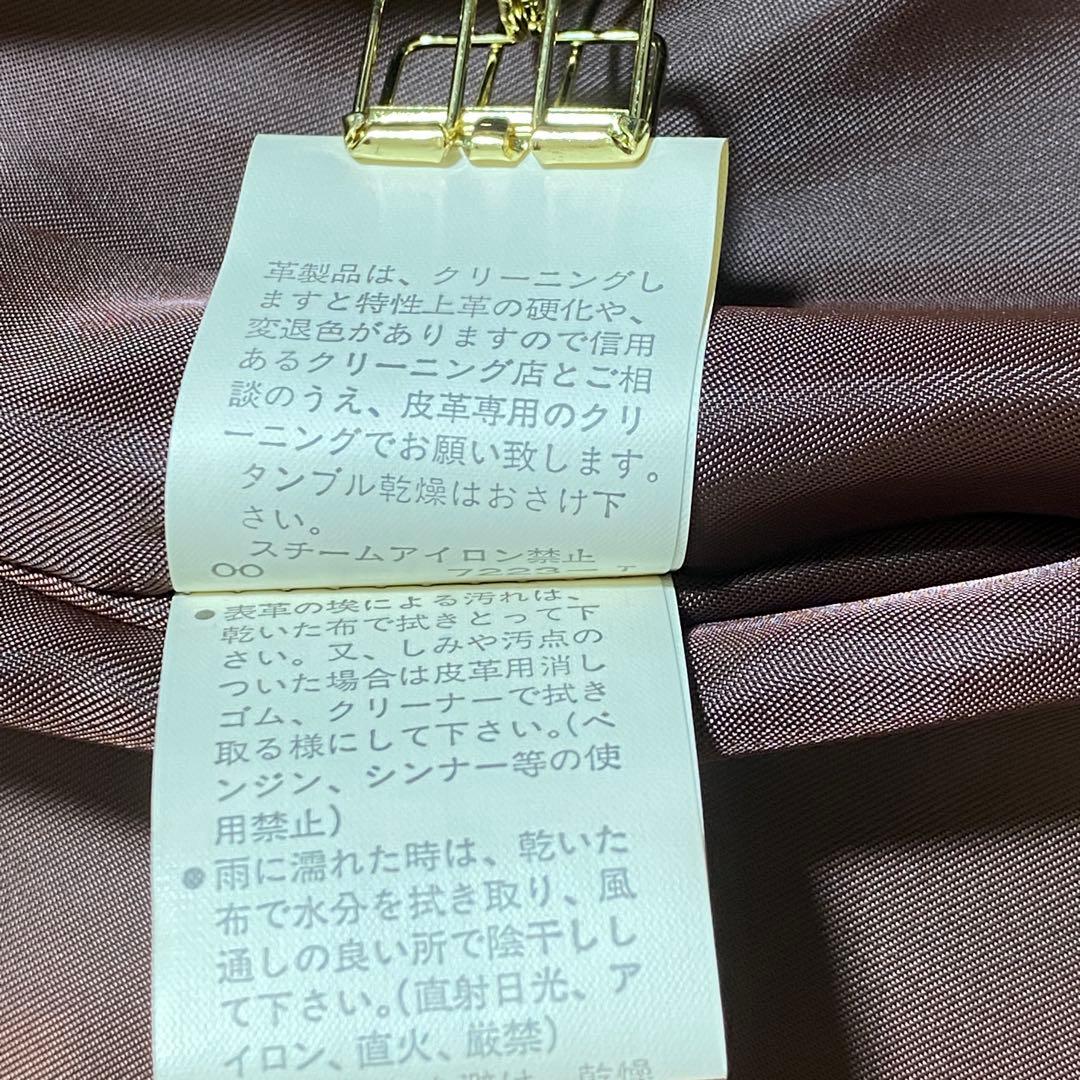 革製品は、クリーニングし
ますと特性上革の硬化や、
変退色がありますので信用
あるクリーニング店とご相
談のうえ、皮革専用のクリ
ーニングでお願い致します。
タンブル乾燥はおさけ下
さい。
スチームアイロン禁止
00
●表革の埃による汚れは、
乾いた布で拭きとって下
さい。又、しみや汚点の
ついた場合は皮革用消し
ゴム、クリーナーで拭き
取る様にして下さい。(ベ
ンジン、シンナー等の使
用禁止)
●雨に濡れた時は、乾いた
布で水分を拭き取り、風
通しの良い所で陰干しし
て下さい。(直射日光、ア
イロン、直火、厳禁)
乾燥